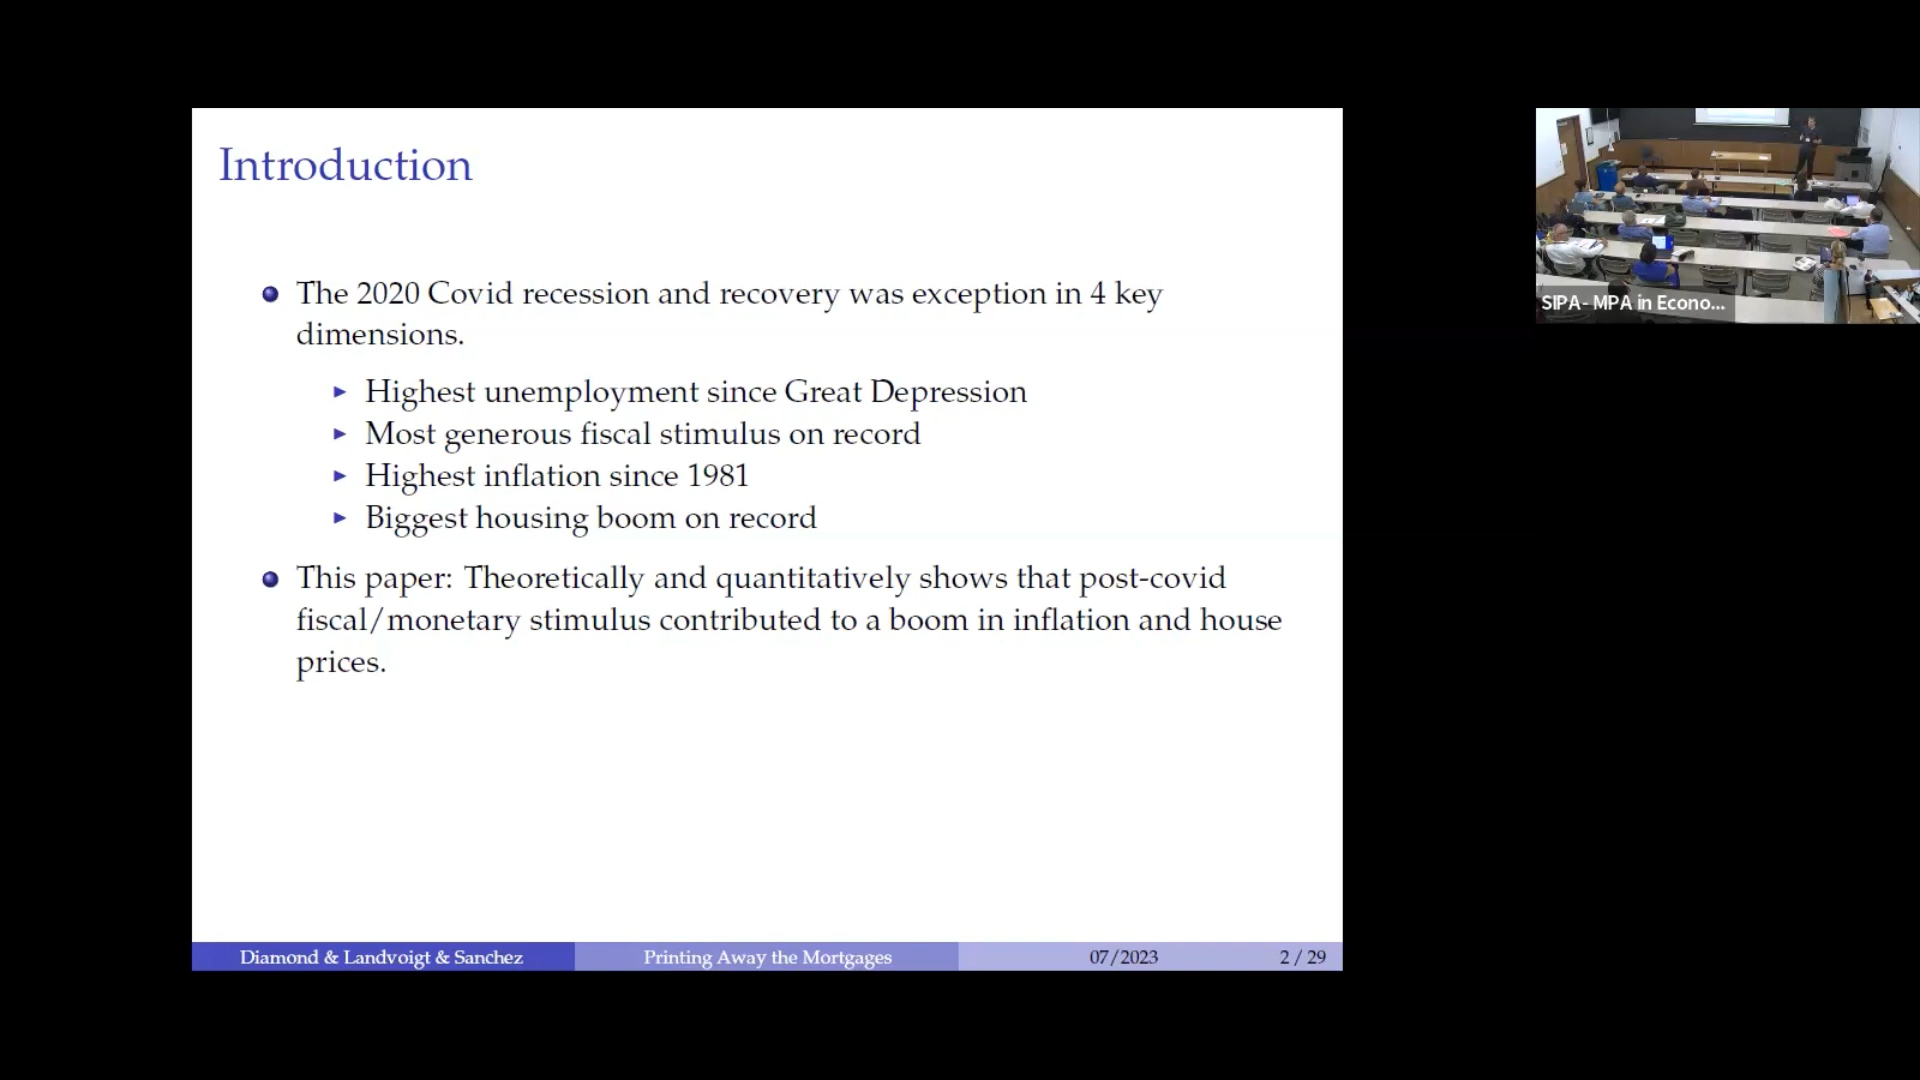 Introduction
The 2020 Covid recession and recovery was exception in 4 key
dimensions.
Highest unemployment since Great Depression
Most generous fiscal stimulus on record
Highest inflation since 1981
Biggest housing boom on record
This paper: Theoretically and quantitatively shows that post-covid
fiscal/monetary stimulus contributed to a boom in inflation and house
prices.
Diamond & Landvoigt & Sanchez
Printing Away the Mortgages
07/2023
2 / 29
SIPA- MPA in Econo...